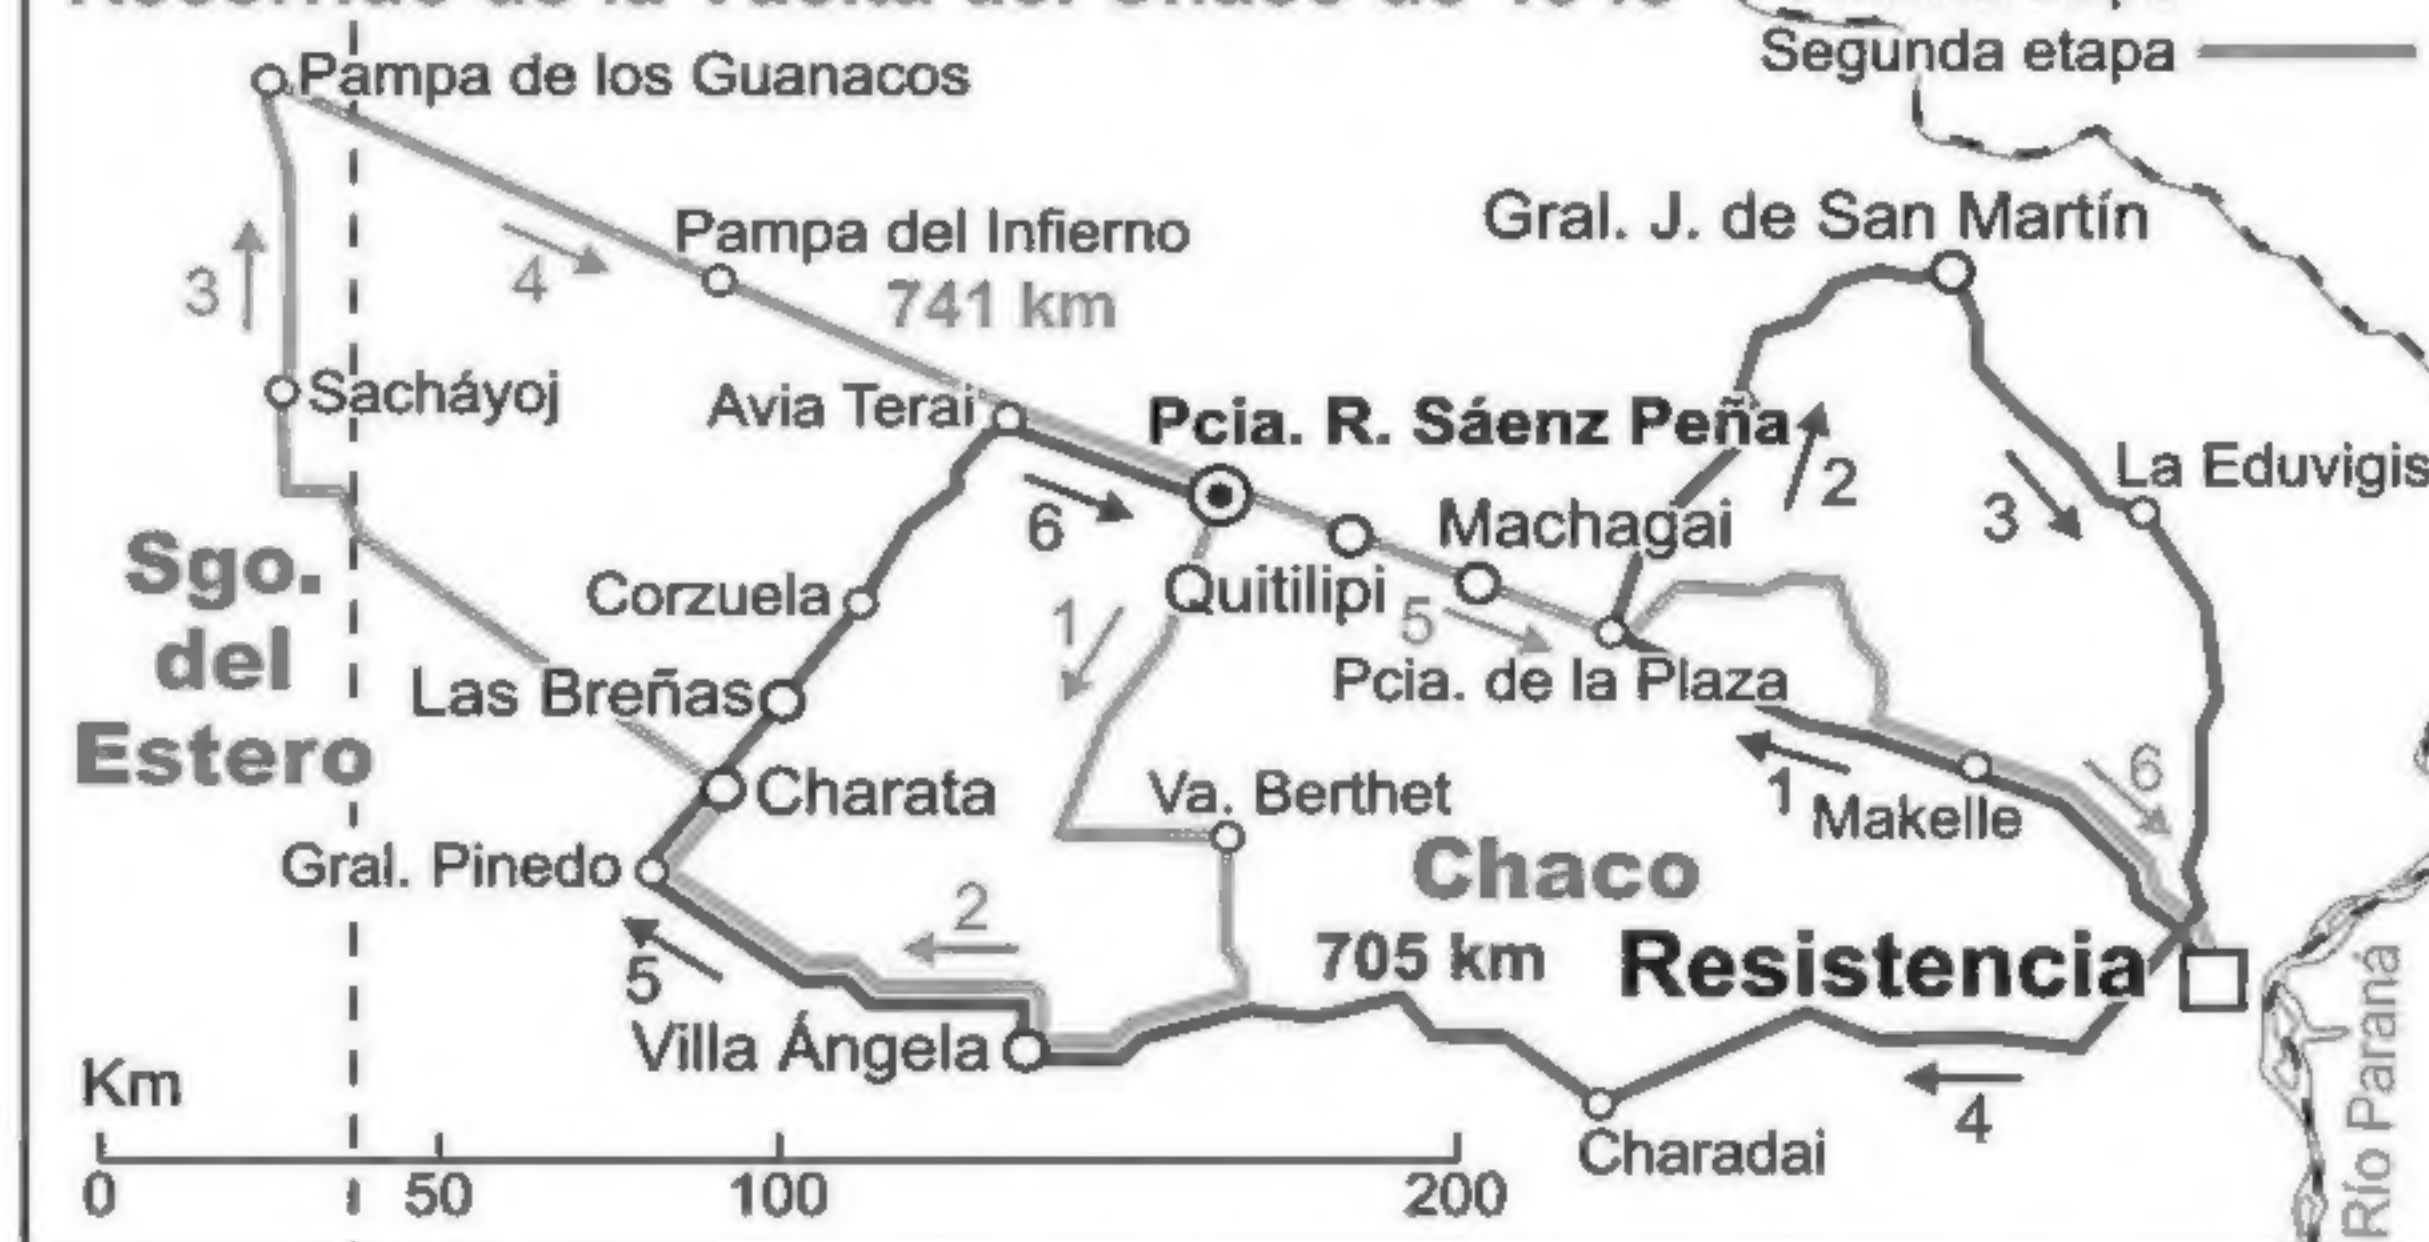 Segunda etapa
Pampa de los Guanacos
Pampa del Infierno
741 km
Gral. J. de San Martín
3
4
Sacháyoj
Avia Terai
Pcia. R. Sáenz Peña
2
3
La Eduvigis
6
Machagai
Sgo.
del
Estero
Corzuela
Quitilipi
1
5
Las Breñas
Pcia. de la Plaza
Charata
Va. Berthet
1
Makelle
6
Gral. Pinedo
Chaco
2
5
705 km
Resistencia
Villa Ángela
Km
4
Charadai
Río Paraná
0
50
100
200